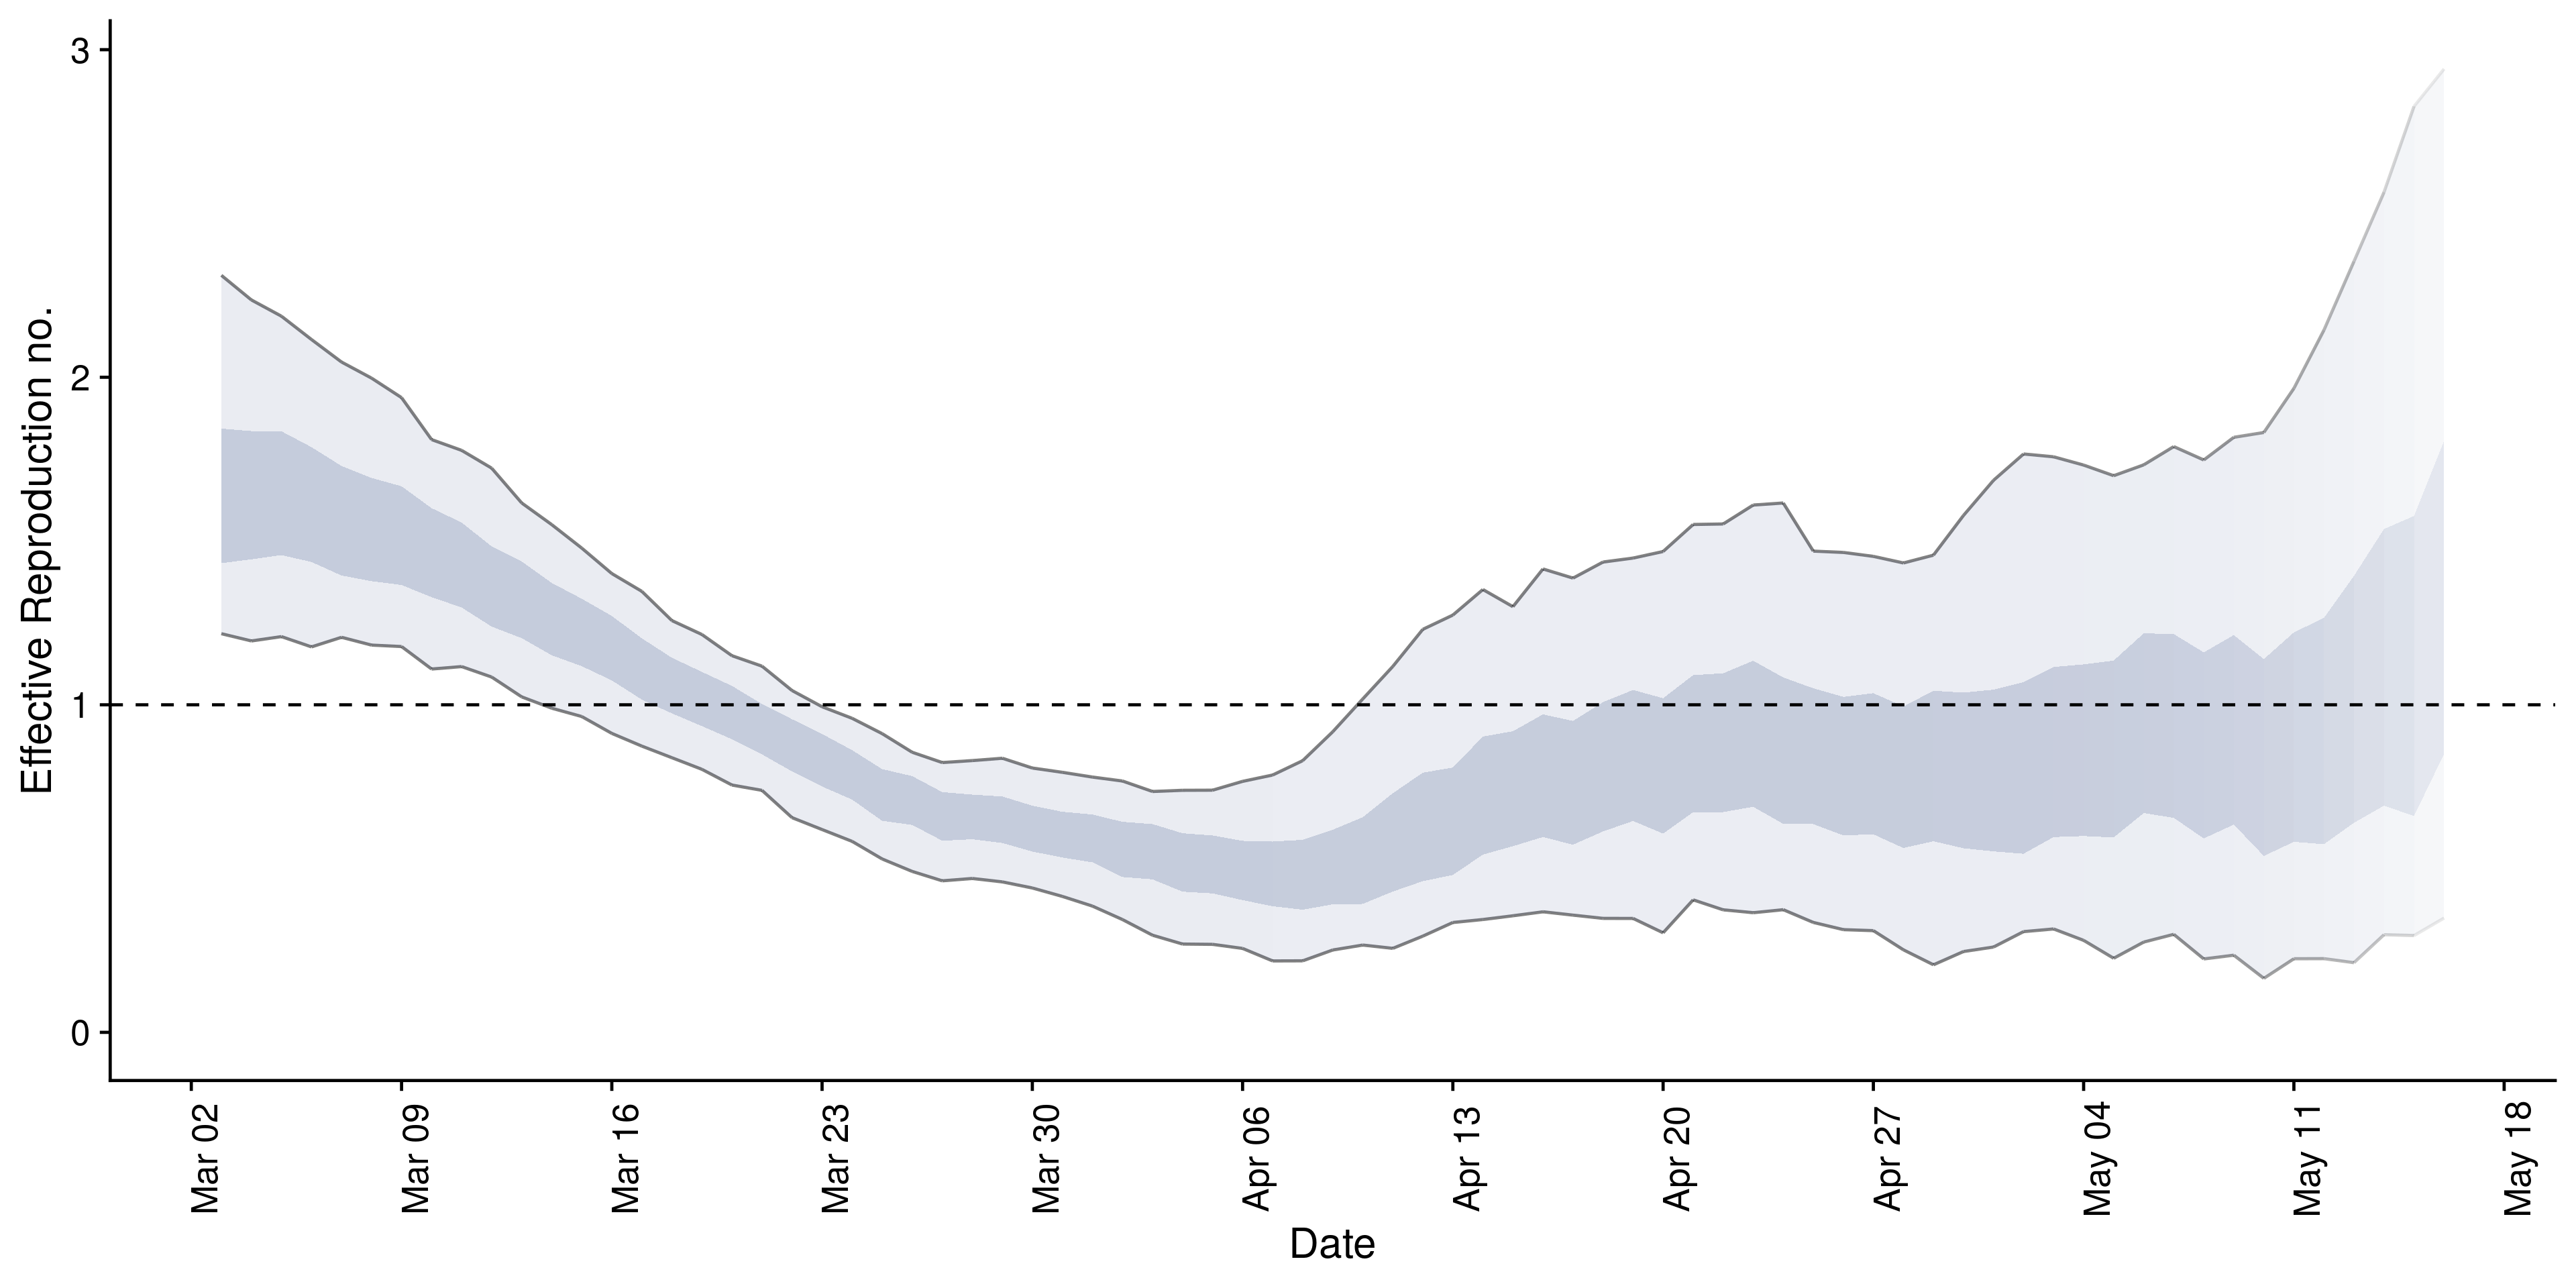 Effective Reproduction no.
3
2
1
0
Mar 02
Mar 09
Mar 16
Mar 23
Mar 30
Apr 06
Apr 13
Apr 20
Apr 27
May 04
May 11
May 18
Date